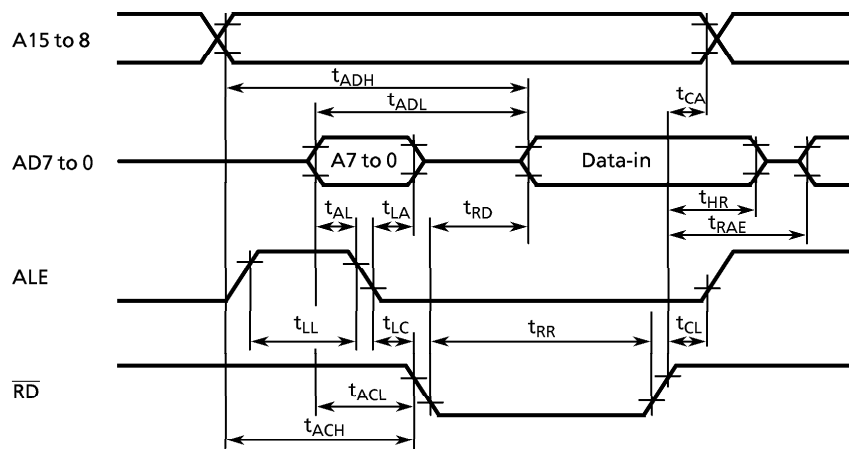 A15 to 8
tADH
tCA
tADL
AD7 to 0
A7 to 0
Data-in
tHR
tAL
tLA
tRD
tRAE
ALE
tLL
tLC
tRR
tCL
RD
tACL
tACH